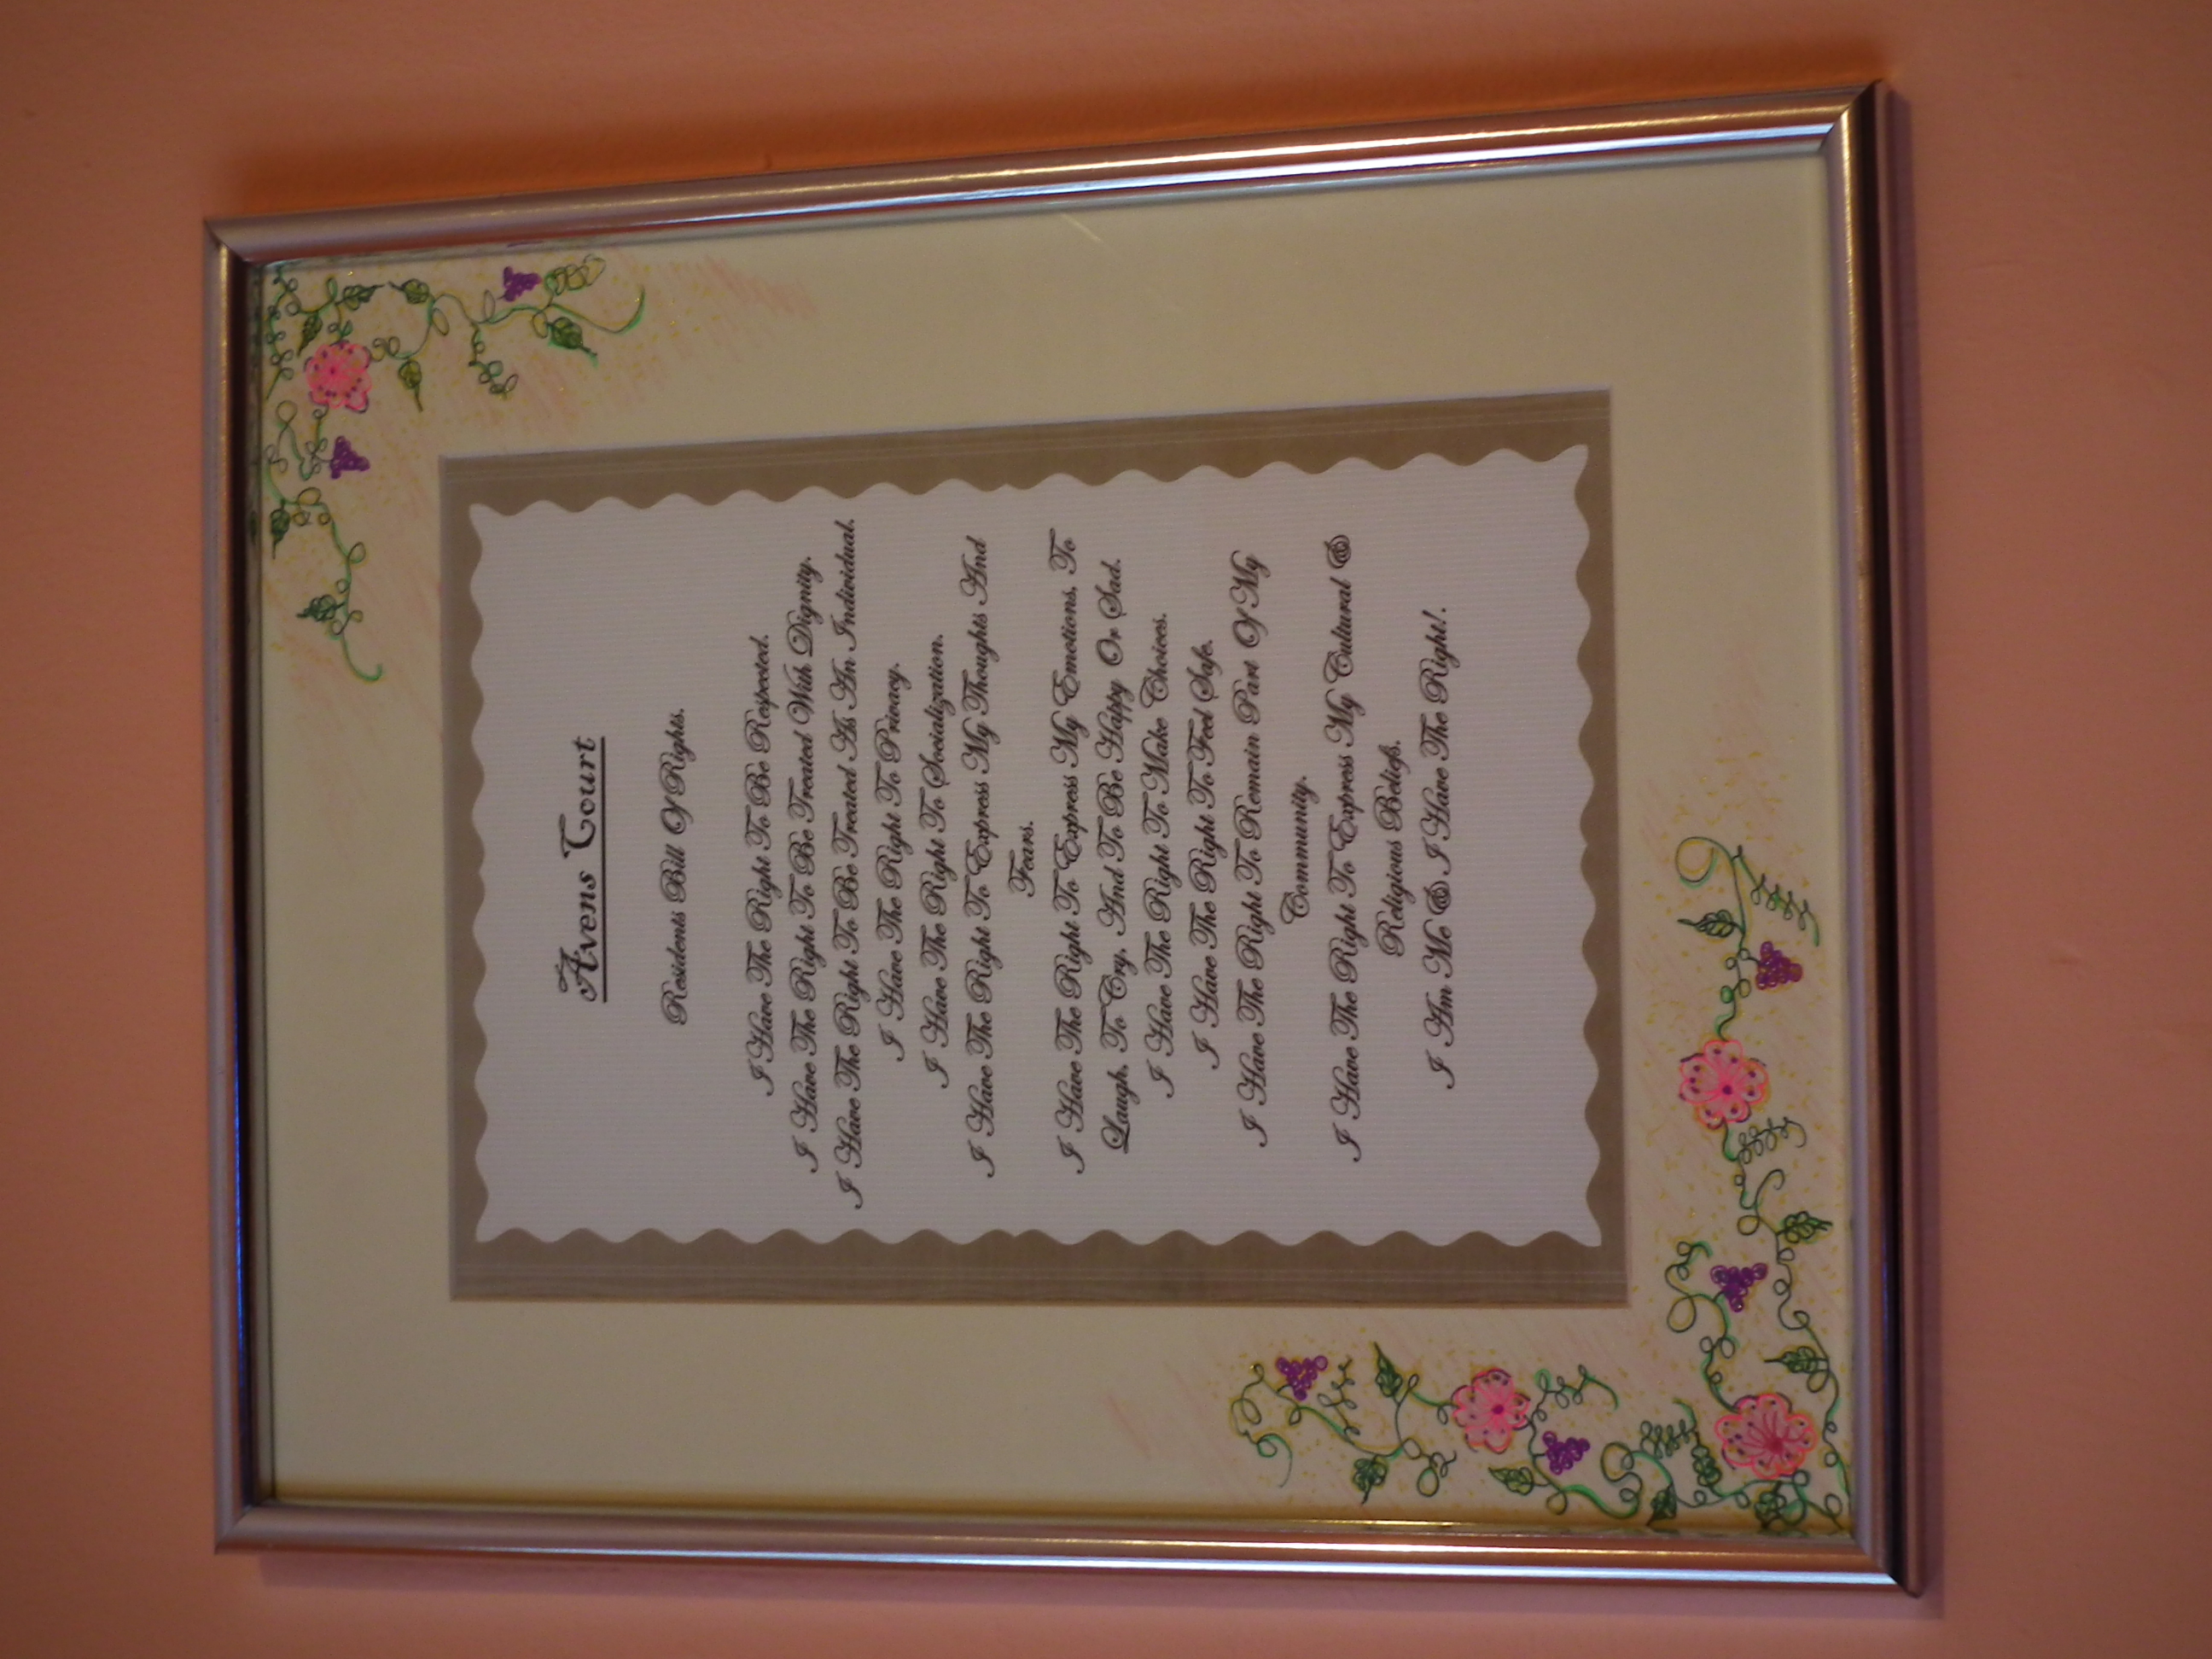 Avens Court
Residents Bill Of Rights.
I Have The Right To Be Respected.
I Have The Right To Be Treated With Dignity.
I Have The Right To Be Treated As An Individual.
I Have The Right To Privacy.
I Have The Right To Socialization.
I Have The Right To Express My Thoughts And
Fears.
I Have The Right To Express My Emotions, To
Laugh, To Cry, And To Be Happy Or Sad.
I Have The Right To Make Choices.
I Have The Right To Feel Safe.
I Have The Right To Remain Part Of My
Community.
I Have The Right To Express My Cultural &
Religious Beliefs.
I Am Me & I Have The Right!.